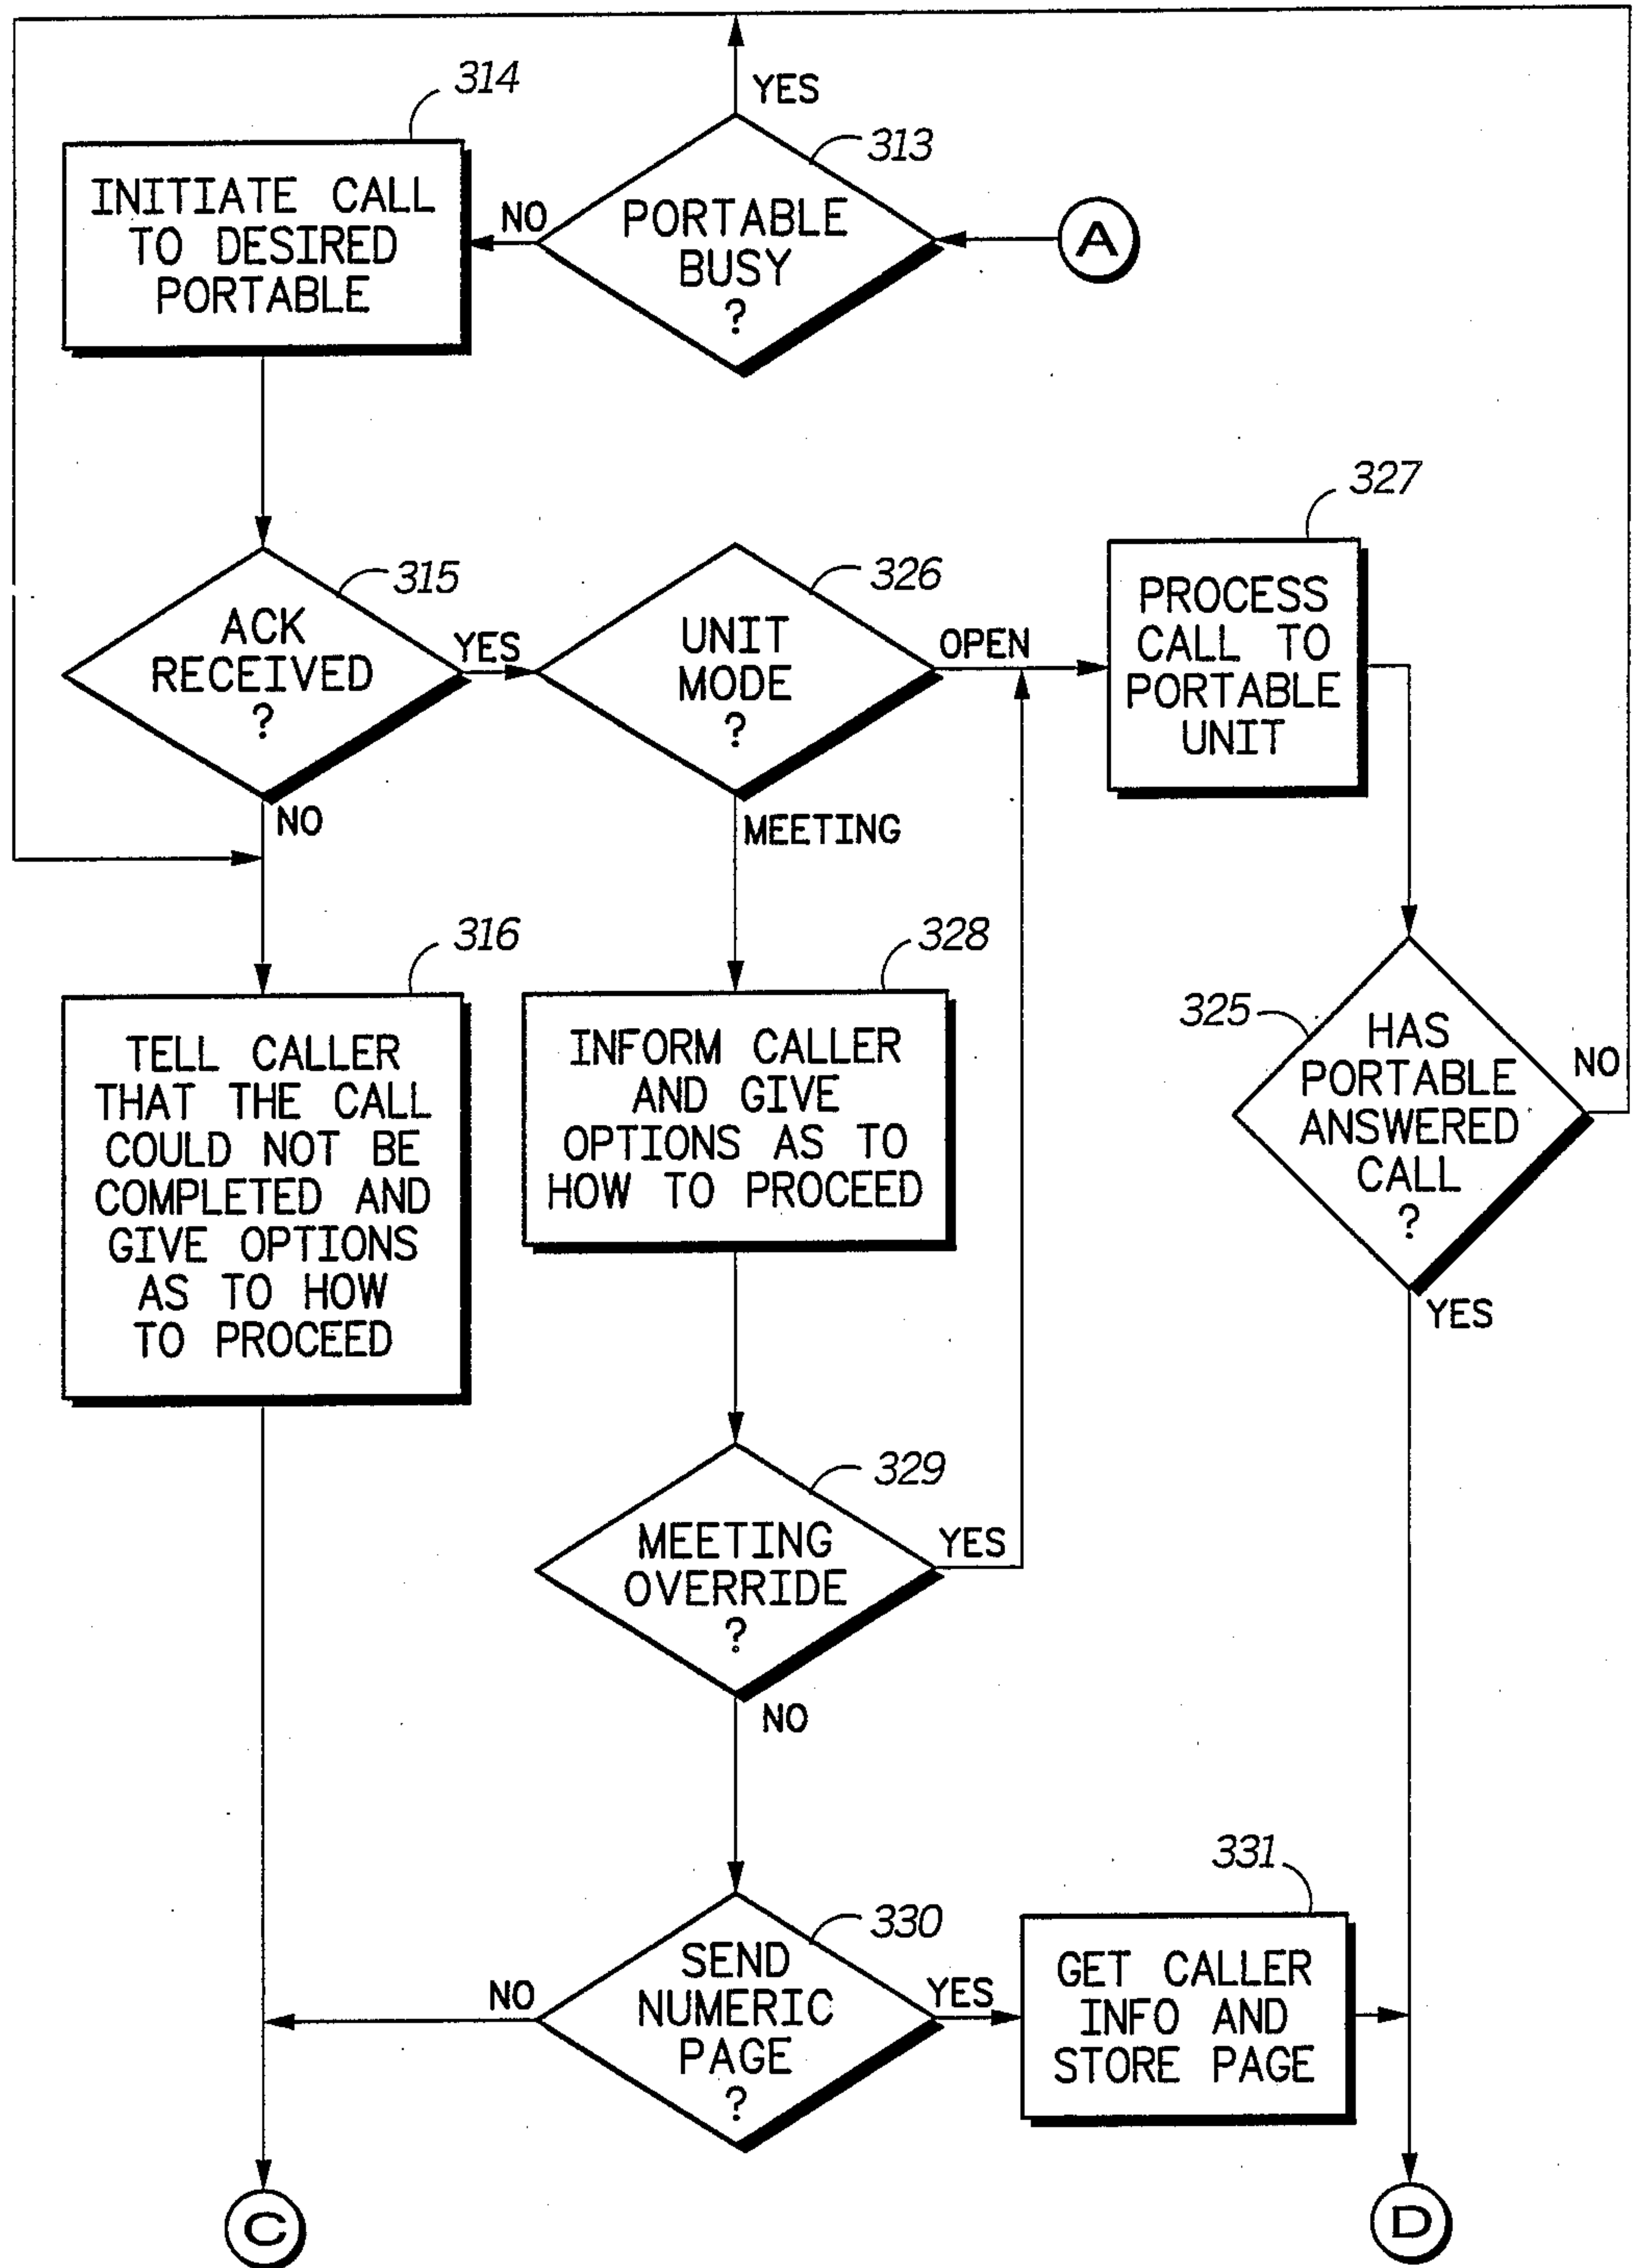 YES
314
313
INITIATE CALL
TO DESIRED
PORTABLE
NO
PORTABLE
BUSY
?
A
315
ACK
RECEIVED
?
YES
NO
326
UNIT
MODE
?
OPEN
MEETING
327
PROCESS
CALL TO
PORTABLE
UNIT
316
TELL CALLER
THAT THE CALL
COULD NOT BE
COMPLETED AND
GIVE OPTIONS
AS TO HOW
TO PROCEED
328
INFORM CALLER
AND GIVE
OPTIONS AS TO
HOW TO PROCEED
325
HAS
PORTABLE
ANSWERED
CALL
?
NO
YES
329
MEETING
OVERRIDE
?
YES
NO
330
SEND
NUMERIC
PAGE
?
NO
YES
331
GET CALLER
INFO AND
STORE PAGE
C
D